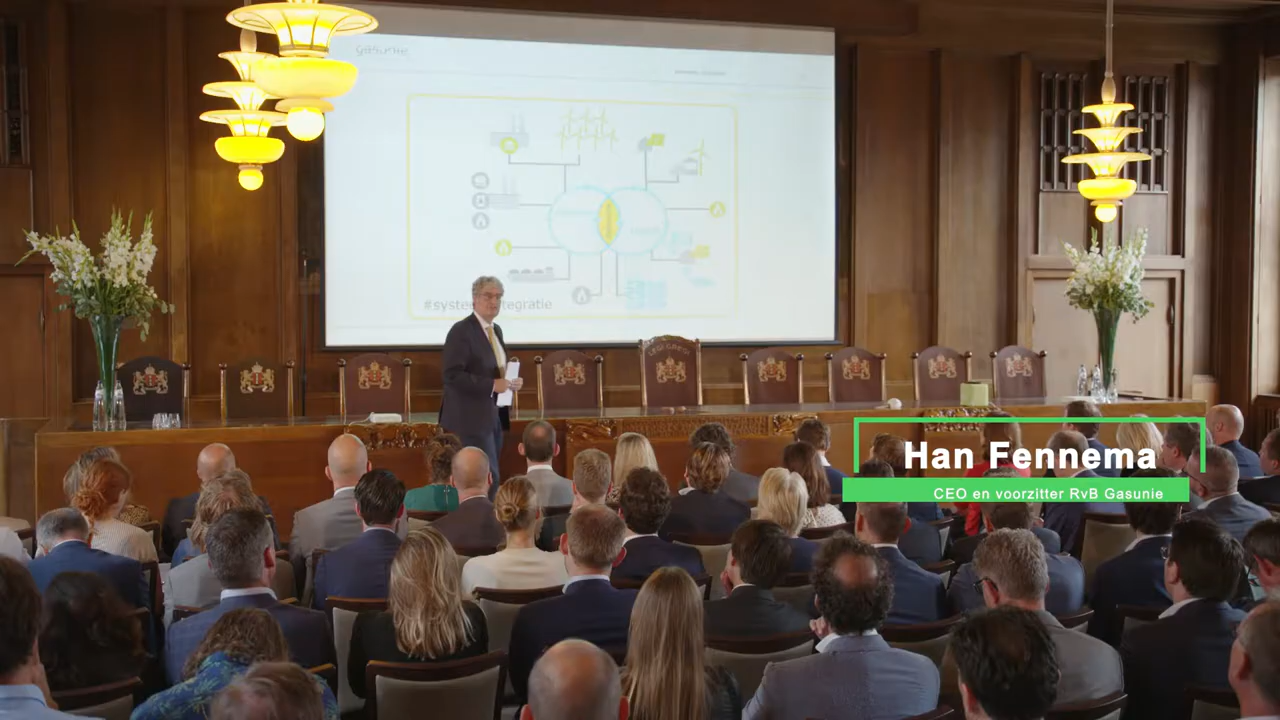 gasunie
#systeemintegratie
Han Fennema
CEO en voorzitter RvB Gasunie